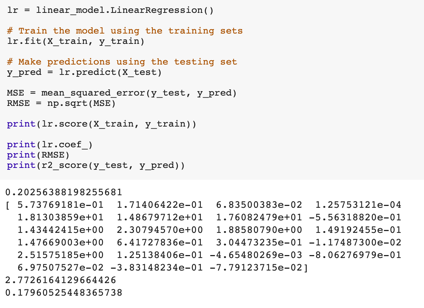 lr = linear_model.LinearRegression()
# Train the model using the training sets
lr.fit(X_train, y_train)
# Make predictions using the testing set
y_pred = lr.predict(X_test)
MSE = mean_squared_error(y_test, y_pred)
RMSE = np.sqrt(MSE)
print(lr.score(X_train, y_train))
print(lr.coef_)
print(RMSE)
print(r2_score(y_test, y_pred))
0.20256388198255681
[ 5.73769181e-01 1.71406422e-01 6.83500383e-02 1.25753121e-04
1.81303859e+01 1.48679712e+01 1.76082479e+01 -5.56318820e-01
1.43442415e+00 2.30794570e+00 1.88580790e+00 1.49192455e-01
1.47669003e+00 6.41727836e-01 3.04473235e-01 -1.17487300e-02
2.51575185e+00 1.25138406e-01 -4.65480269e-03 -8.06276979e-01
6.97507527e-02 -3.83148234e-01 -7.79123715e-02]
2.7726164129664426
0.17960525448365738